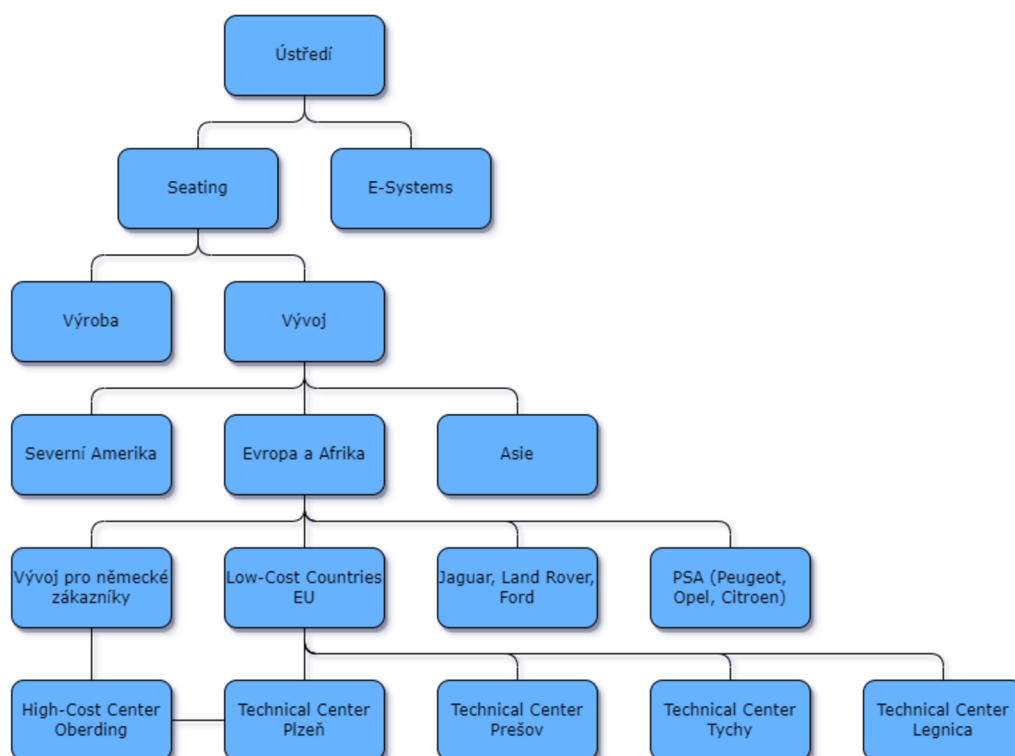 Ústředí
Seating
E-Systems
Výroba
Vývoj
Severní Amerika
Evropa a Afrika
Asie
Vývoj pro německé
zákazníky
Low-Cost Countries
EU
Jaguar, Land Rover,
Ford
PSA (Peugeot,
Opel, Citroen)
High-Cost Center
Oberding
Technical Center
Plzeň
Technical Center
Prešov
Technical Center
Tychy
Technical Center
Legnica